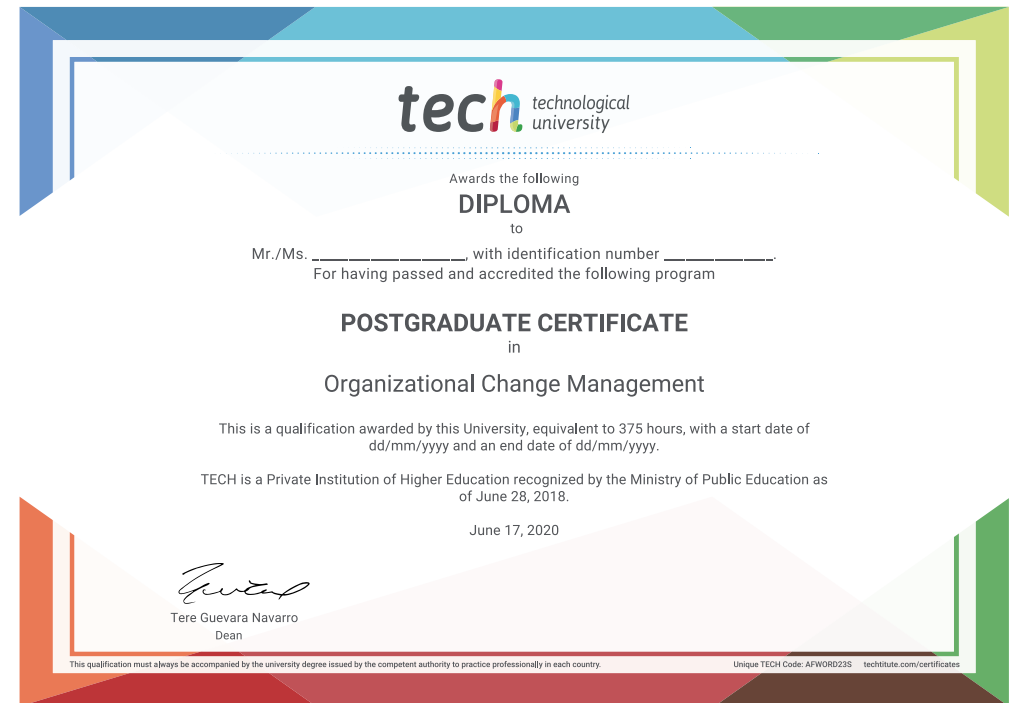 tech technological
university
Awards the following
DIPLOMA
to
Mr./Ms. _________________, with identification number ____________.
For having passed and accredited the following program
POSTGRADUATE CERTIFICATE
in
Organizational Change Management
This is a qualification awarded by this University, equivalent to 375 hours, with a start date of
dd/mm/yyyy and an end date of dd/mm/yyyy.
TECH is a Private Institution of Higher Education recognized by the Ministry of Public Education as
of June 28, 2018.
June 17, 2020
Tere Guevara Navarro
Dean
This qualification must always be accompanied by the university degree issued by the competent authority to practice professionally in each country. Unique TECH Code: AFWORD23S techtitute.com/certificates